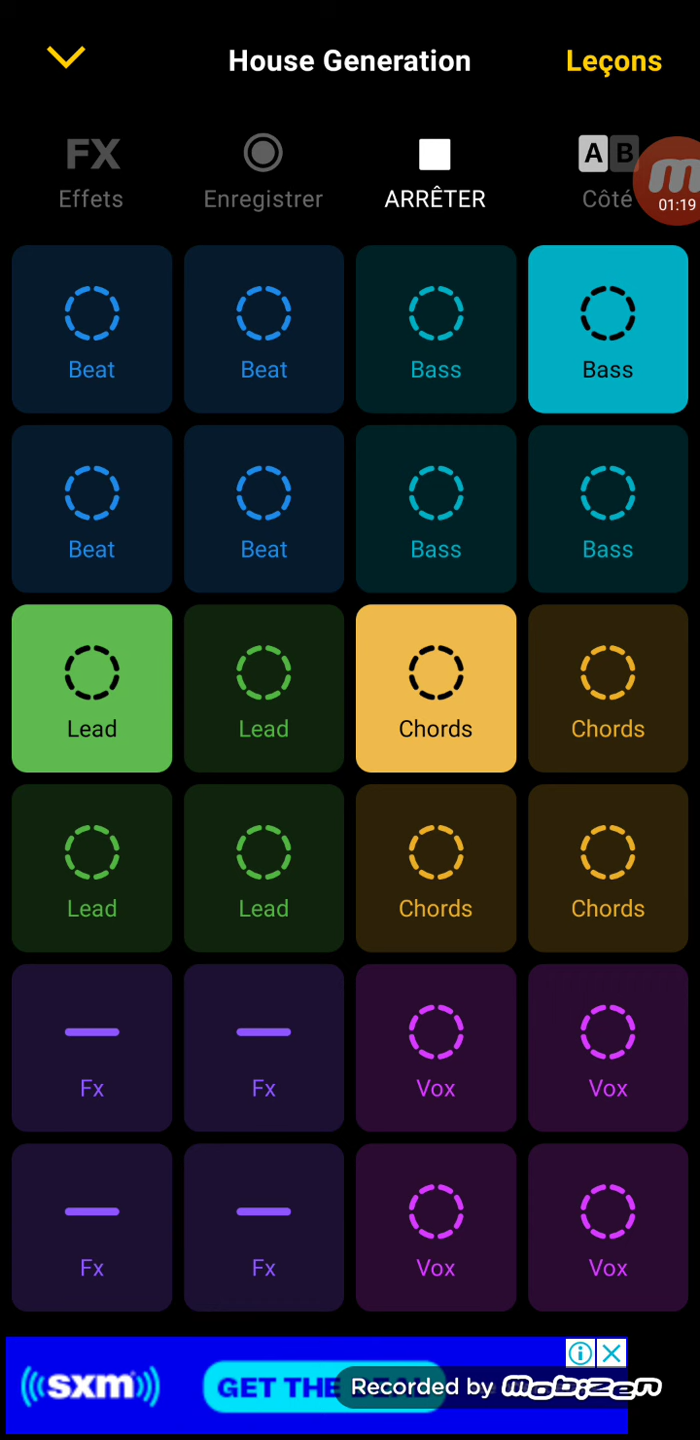 House Generation
Leçons
FX
A B
Effets
Enregistrer
ARRÊTER
Côté
01:19
Beat
Beat
Bass
Bass
Beat
Beat
Bass
Bass
Lead
Lead
Chords
Chords
Lead
Lead
Chords
Chords
Fx
Fx
Vox
Vox
Fx
Fx
Vox
Vox
sxm
GET THE
Recorded by mobizen